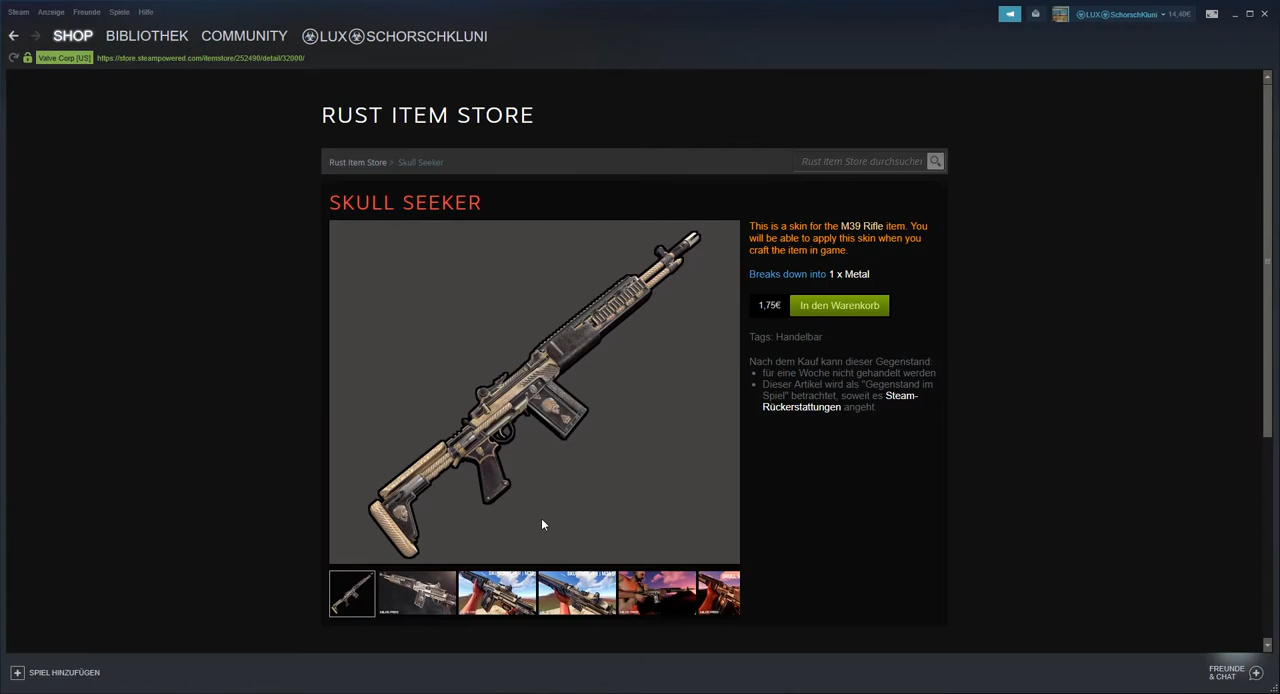 Steam Anzeige Freunde Spiele Hilfe
☣LUX☣SchorschKluni 14,40€
SHOP BIBLIOTHEK COMMUNITY ☣LUX☣SCHORSCHKLUNI
Valve Corp [US] https://store.steampowered.com/itemstore/252490/detail/32000/
RUST ITEM STORE
Rust Item Store > Skull Seeker
Rust Item Store durchsuchen
SKULL SEEKER
This is a skin for the M39 Rifle item. You
will be able to apply this skin when you
craft the item in game.
Breaks down into 1 x Metal
1,75€ In den Warenkorb
Tags: Handelbar
Nach dem Kauf kann dieser Gegenstand:
• für eine Woche nicht gehandelt werden
• Dieser Artikel wird als "Gegenstand im
Spiel" betrachtet, soweit es Steam-
Rückerstattungen angeht.
+ SPIEL HINZUFÜGEN
FREUNDE
& CHAT